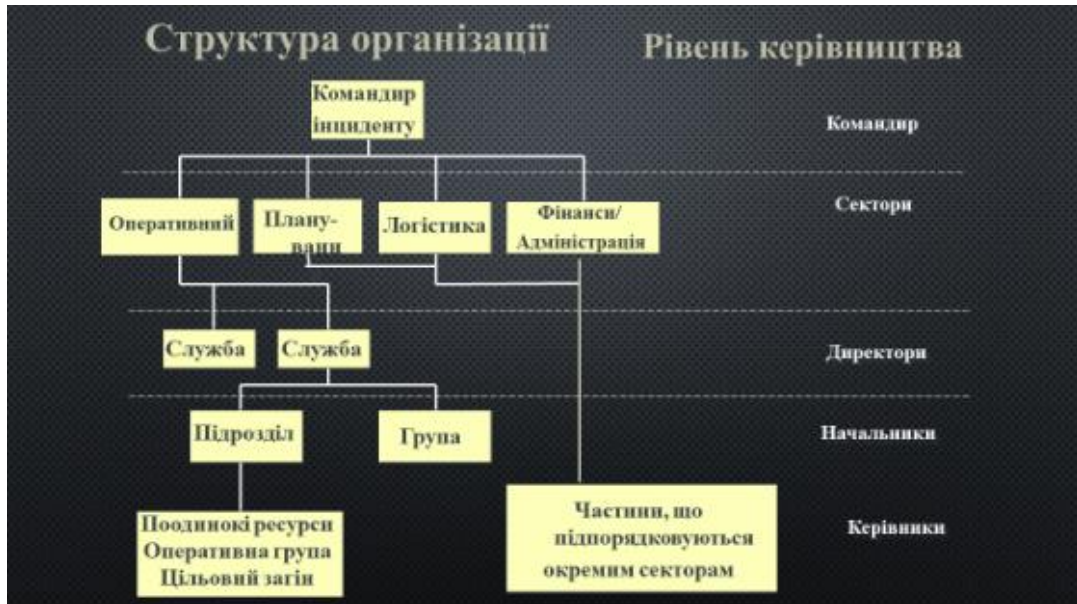 Структура організації
Рівень керівництва
Командир
інциденту
Командир
Оперативний
Плану-
вани
Логістика
Фінанси/
Адміністрація
Сектори
Служба
Служба
Директори
Підрозділ
Група
Начальники
Поодинокі ресурси
Оперативна група
Цільовий загін
Частини, що
підпорядковуються
окремим секторам
Керівники